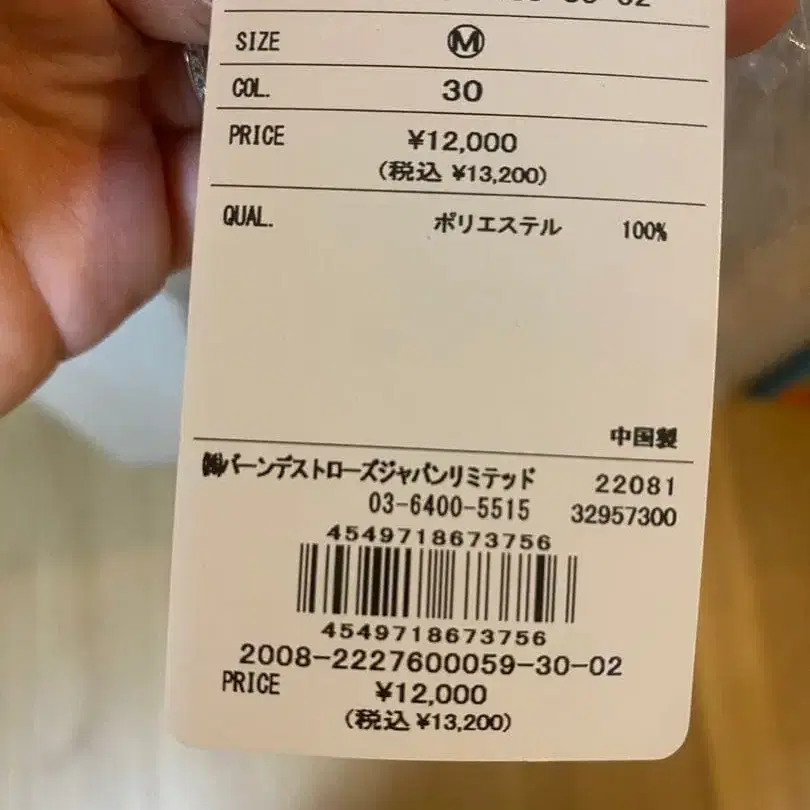 SIZE Ⓜ
COL. 30
PRICE ¥12,000
(税込 ¥13,200)
QUAL. ポリエステル 100%
中国製
㈱バーンデストローズジャパンリミテッド 22081
03-6400-5515 32957300
4549718673756
4549718673756
2008-2227600059-30-02
PRICE ¥12,000
(税込 ¥13,200)